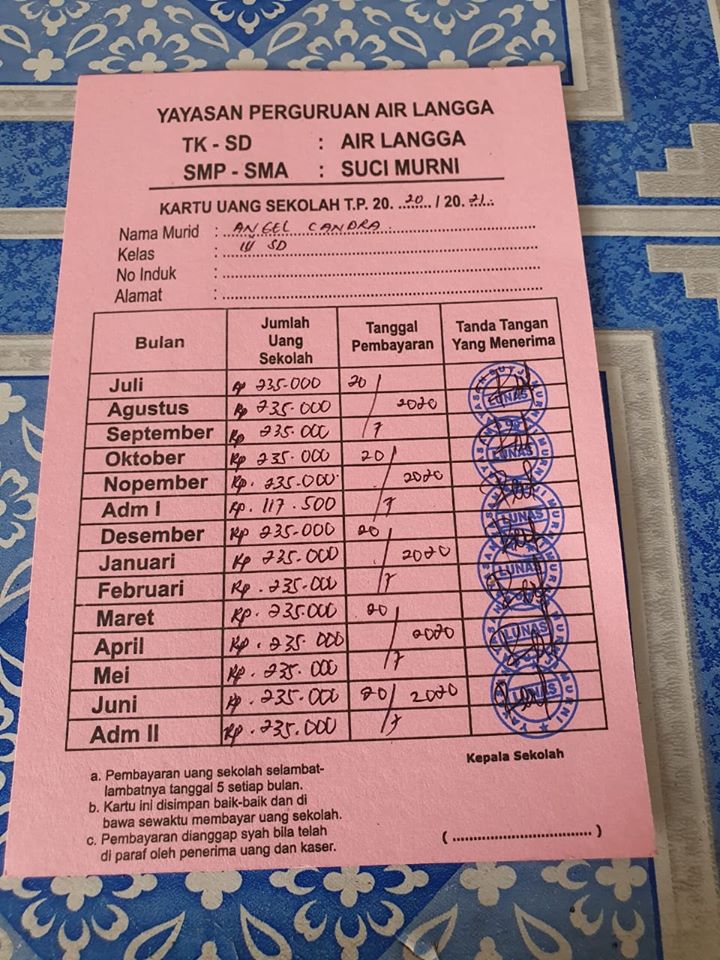 YAYASAN PERGURUAN AIR LANGGA
TK - SD : AIR LANGGA
SMP - SMA : SUCI MURNI
KARTU UANG SEKOLAH T.P. 20. 20 / 20. 21
Nama Murid : ANGEL CANDRA
Kelas : IV SD
No Induk :
Alamat :
Bulan Jumlah Uang Sekolah Tanggal Pembayaran Tanda Tangan Yang Menerima
Juli Rp 235.000 20/7 2020 LUNAS
Agustus Rp 235.000
September Rp 235.000
Oktober Rp 235.000 20/7 2020
Nopember Rp. 235.000
Adm I Rp. 117.500 LUNAS
Desember Rp 235.000 20/7 2020
Januari Rp 235.000 LUNAS
Februari Rp. 235.000
Maret Rp. 235.000 20/7 2020
April Rp. 235.000 LUNAS
Mei Rp. 235.000
Juni Rp. 235.000 20/7 2020 LUNAS
Adm II Rp. 235.000
Kepala Sekolah
a. Pembayaran uang sekolah selambat-
lambatnya tanggal 5 setiap bulan.
b. Kartu ini disimpan baik-baik dan di
bawa sewaktu membayar uang sekolah.
c. Pembayaran dianggap syah bila telah
di paraf oleh penerima uang dan kaser.
(................................)